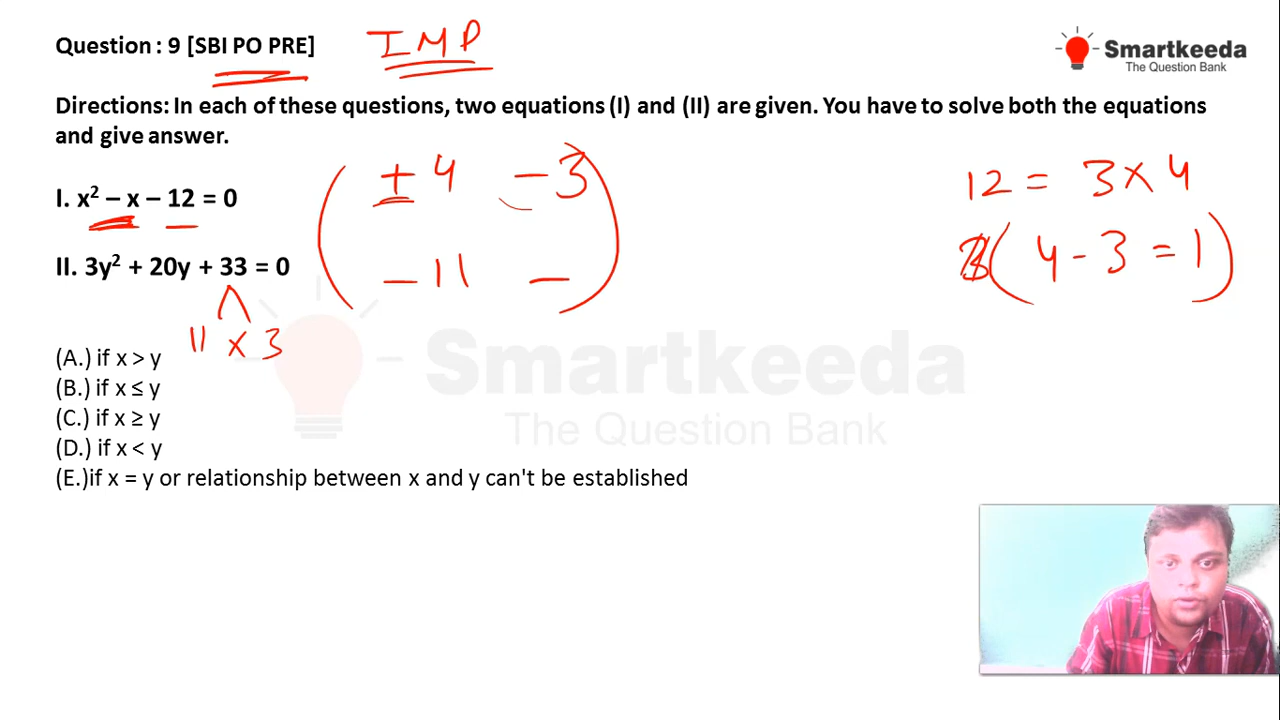 Question : 9 [SBI PO PRE] IMP
Smartkeeda
The Question Bank
Directions: In each of these questions, two equations (I) and (II) are given. You have to solve both the equations
and give answer.
I. x² – x – 12 = 0
± 4 – 3
12 = 3 x 4
II. 3y² + 20y + 33 = 0
– 11 –
( 4 – 3 = 1 )
11 x 3
(A.) if x > y
(B.) if x ≤ y
(C.) if x ≥ y
(D.) if x < y
(E.)if x = y or relationship between x and y can't be established
Smartkeeda
The Question Bank